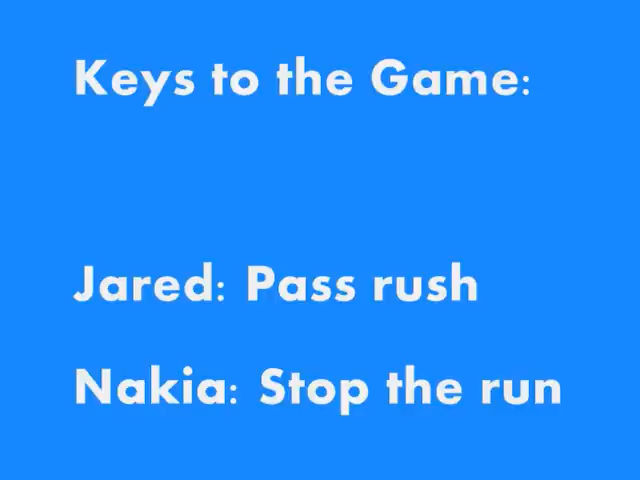 Keys to the Game:
Jared: Pass rush
Nakia: Stop the run